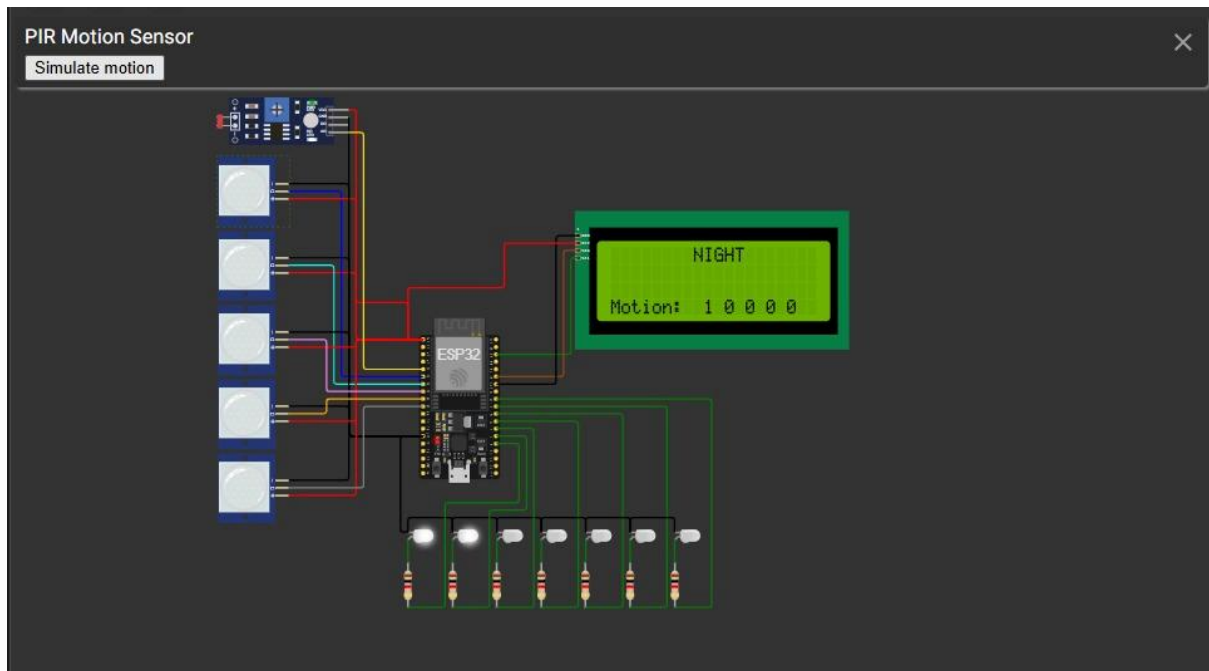 PIR Motion Sensor
Simulate motion
NIGHT
Motion: 1 0 0 0 0
ESP32